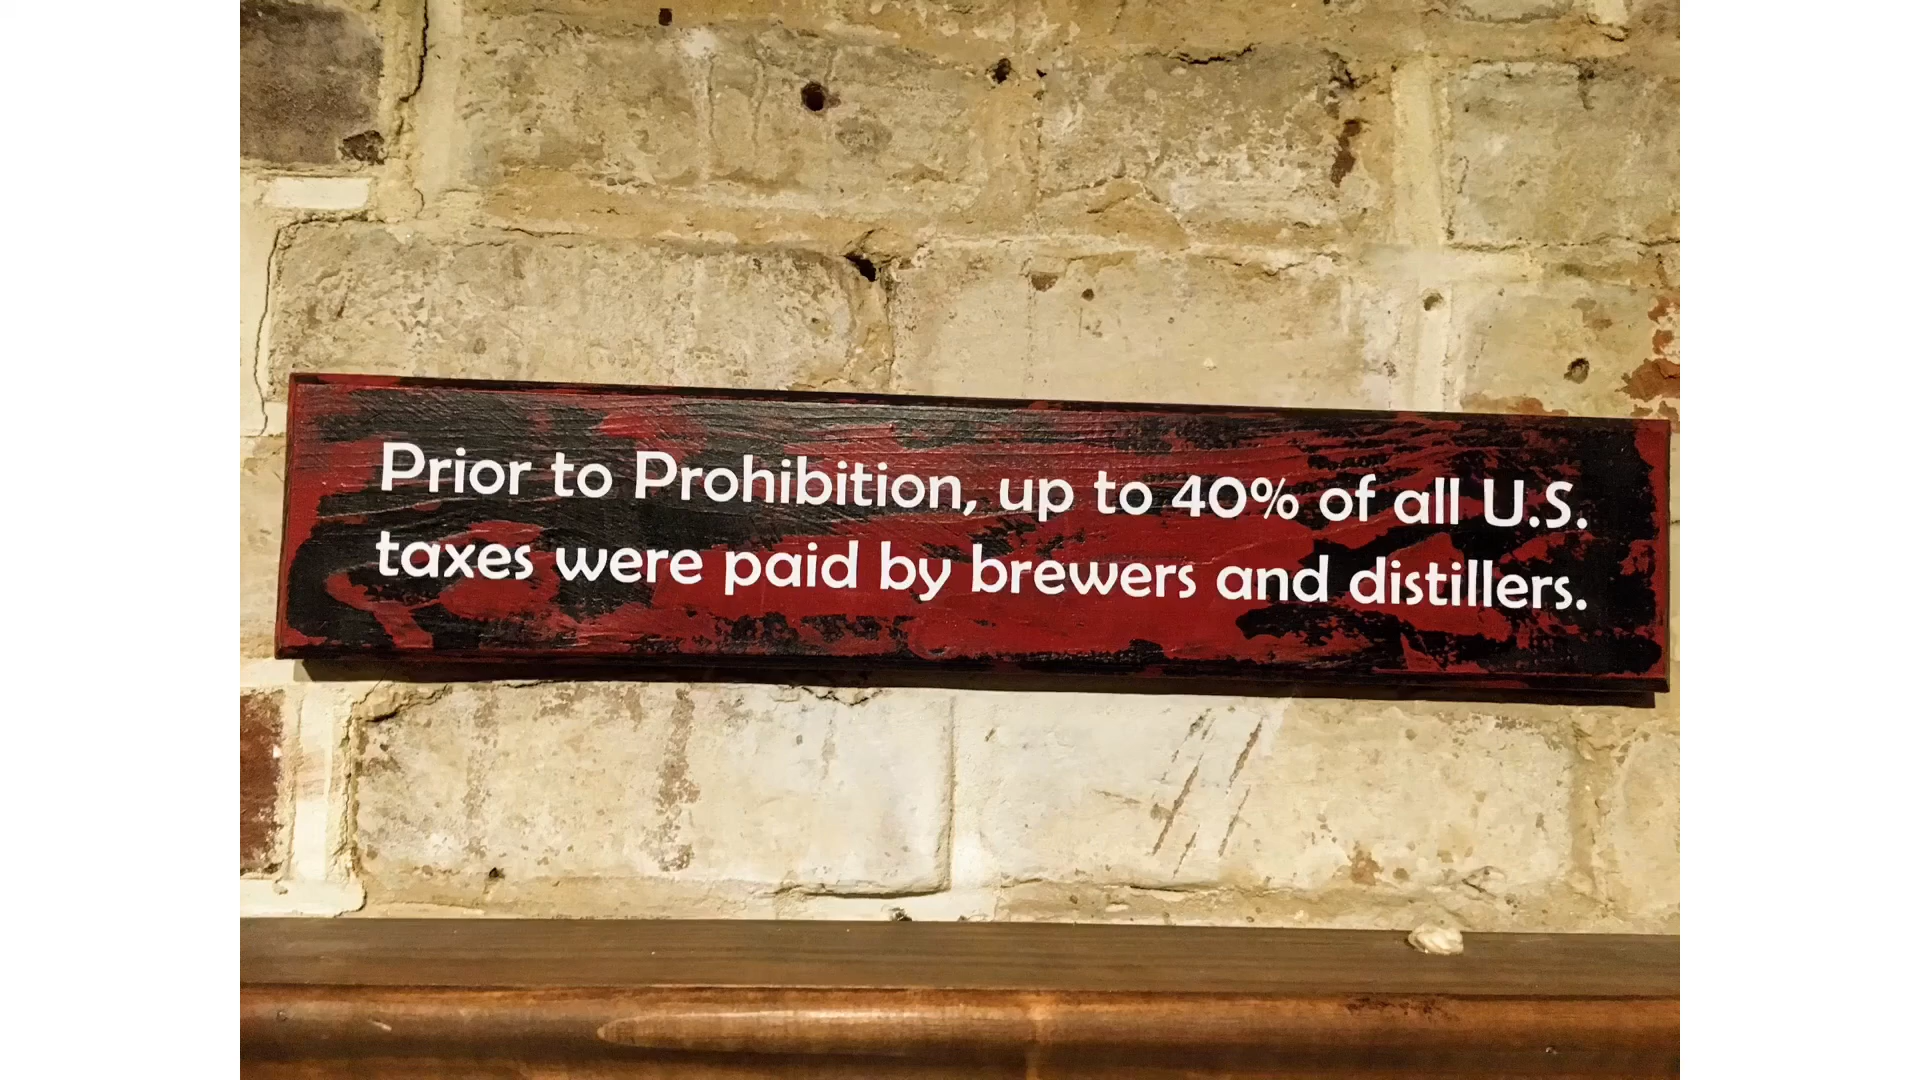 Prior to Prohibition, up to 40% of all U.S.
taxes were paid by brewers and distillers.